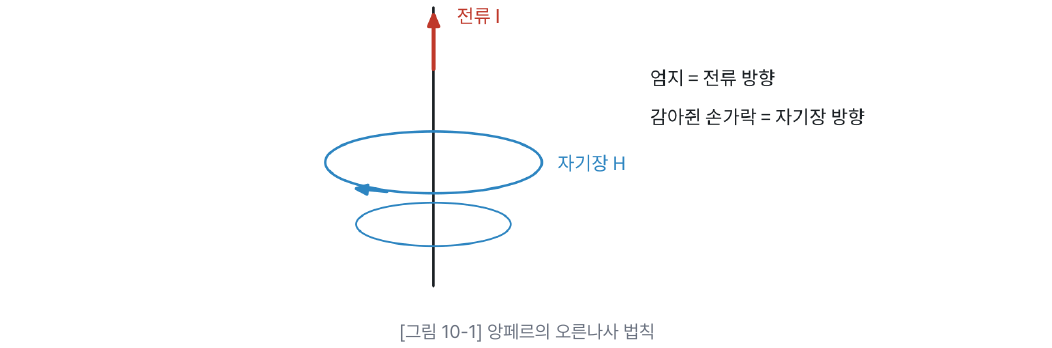 전류 I
엄지 = 전류 방향
감아쥔 손가락 = 자기장 방향
자기장 H
[그림 10-1] 앙페르의 오른나사 법칙